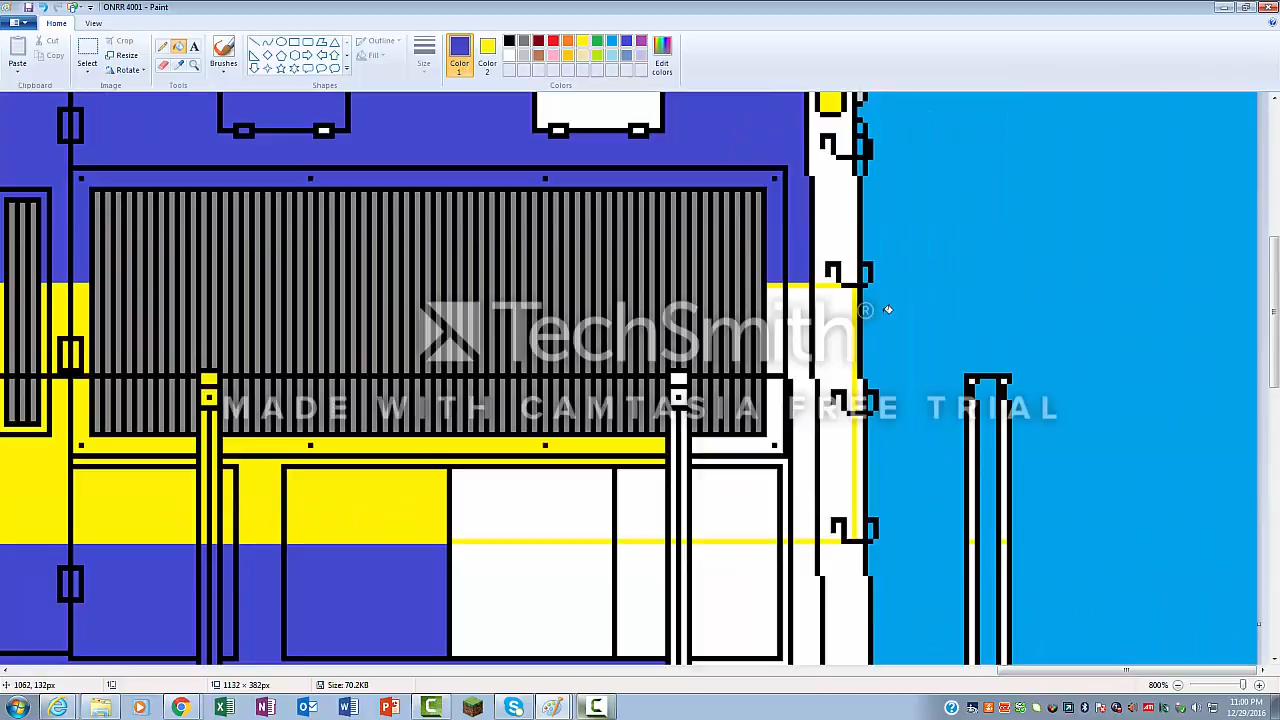 ONRR 4001 - Paint
Home
View
Paste
Cut
Copy
Clipboard
Select
Crop
Resize
Rotate
Image
A
Tools
Brushes
Outline
Fill
Shapes
Size
Color 1
Color 2
Edit colors
Colors
TechSmith®
MADE WITH CAMTASIA FREE TRIAL
1062, 132px
1132 × 382px
Size: 70.2KB
800%
11:00 PM
12/29/2016